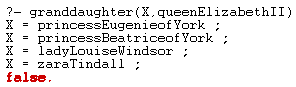 ?- granddaughter(X,queenElizabethII)
X = princessEugenieofYork ;
X = princessBeatriceofYork ;
X = ladyLouiseWindsor ;
X = zaraTindall ;
false.